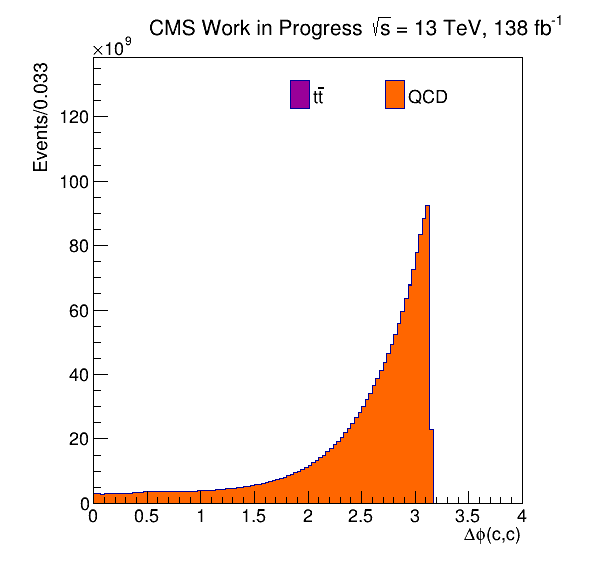 CMS Work in Progress √s = 13 TeV, 138 fb⁻¹
×10⁹
Events/0.033
tt̄
QCD
120
100
80
60
40
20
0
0 0.5 1 1.5 2 2.5 3 3.5 4
Δϕ(c,c)